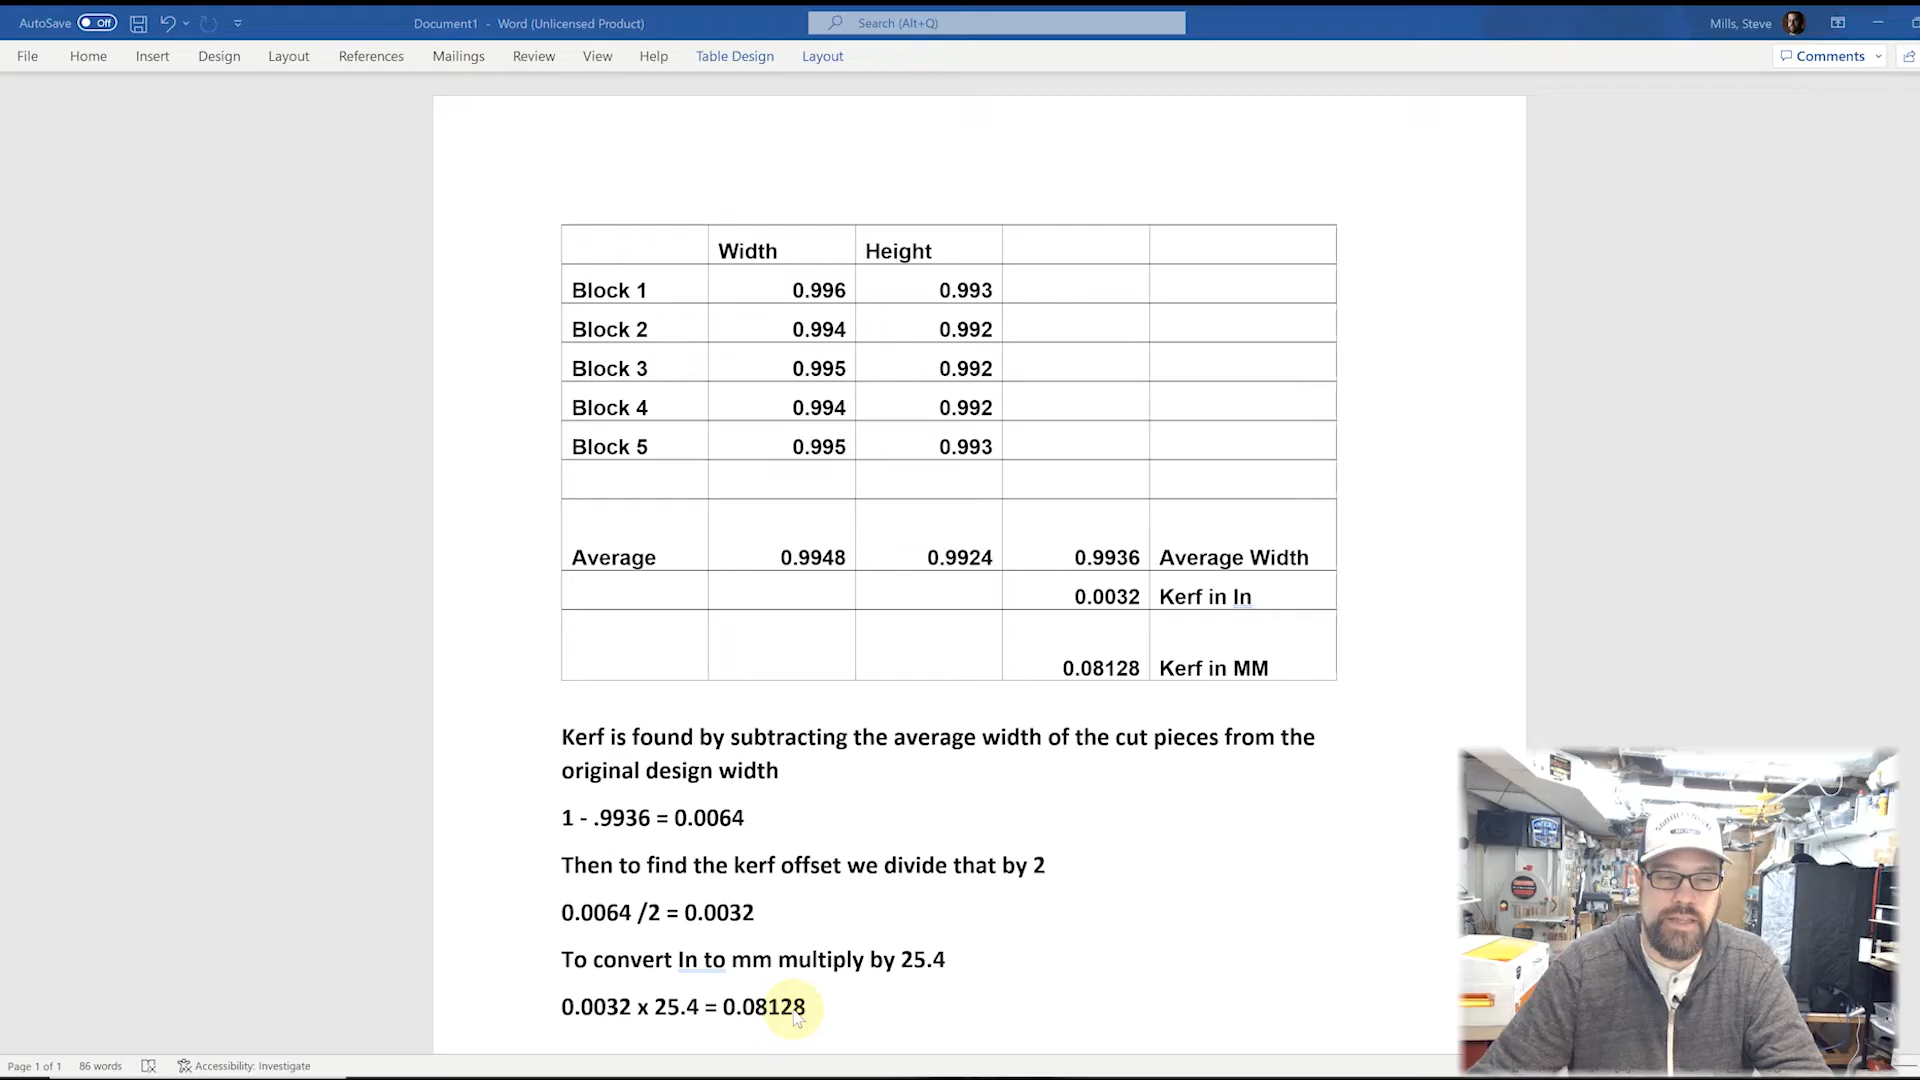 AutoSave Off Document1 - Word (Unlicensed Product) Search (Alt+Q) Mills, Steve
File Home Insert Design Layout References Mailings Review View Help Table Design Layout Comments
Width Height
Block 1 0.996 0.993
Block 2 0.994 0.992
Block 3 0.995 0.992
Block 4 0.994 0.992
Block 5 0.995 0.993
Average 0.9948 0.9924 0.9936 Average Width
0.0032 Kerf in In
0.08128 Kerf in MM
Kerf is found by subtracting the average width of the cut pieces from the
original design width
1 - .9936 = 0.0064
Then to find the kerf offset we divide that by 2
0.0064 /2 = 0.0032
To convert In to mm multiply by 25.4
0.0032 x 25.4 = 0.08128
Page 1 of 1 86 words Accessibility: Investigate